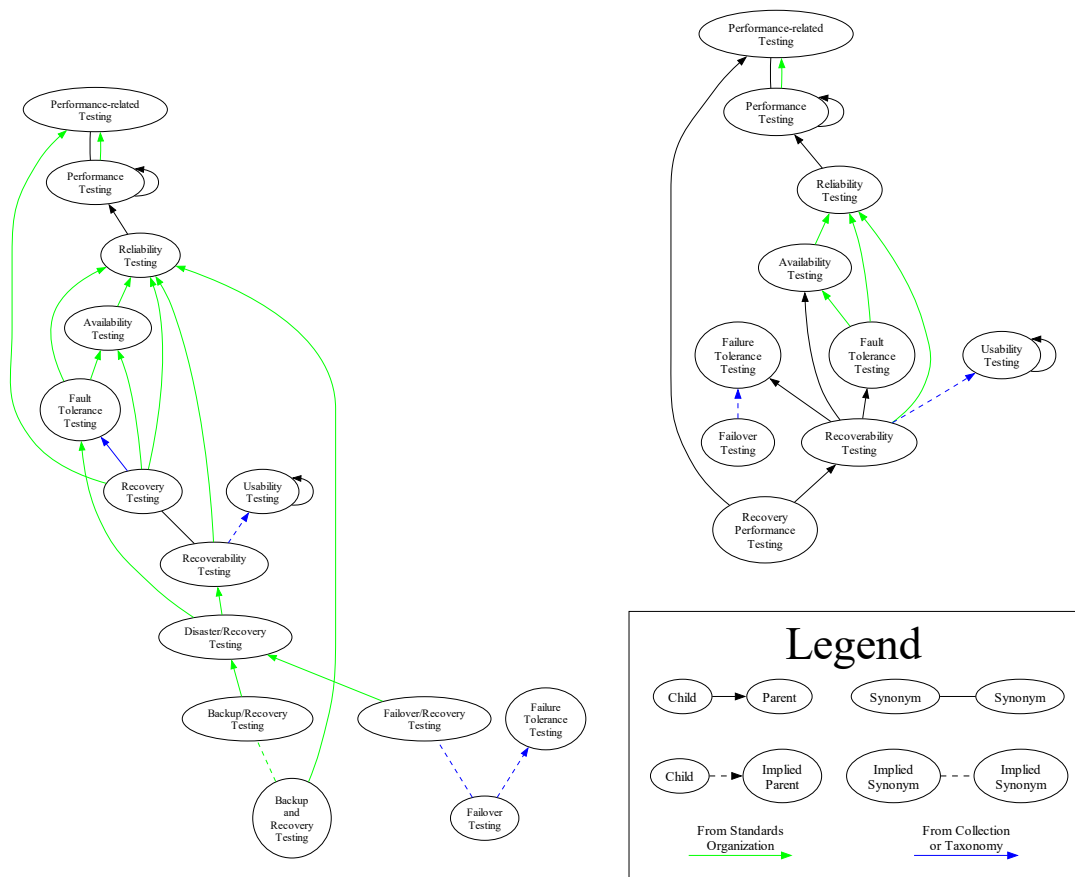 Performance-related
Testing
Performance
Testing
Reliability
Testing
Availability
Testing
Fault
Tolerance
Testing
Recovery
Testing
Usability
Testing
Recoverability
Testing
Disaster/Recovery
Testing
Backup/Recovery
Testing
Failover/Recovery
Testing
Failure
Tolerance
Testing
Backup
and
Recovery
Testing
Failover
Testing
Performance-related
Testing
Performance
Testing
Reliability
Testing
Availability
Testing
Failure
Tolerance
Testing
Fault
Tolerance
Testing
Usability
Testing
Failover
Testing
Recoverability
Testing
Recovery
Performance
Testing
Legend
Child
Parent
Synonym
Synonym
Child
Implied
Parent
Implied
Synonym
Implied
Synonym
From Standards
Organization
From Collection
or Taxonomy